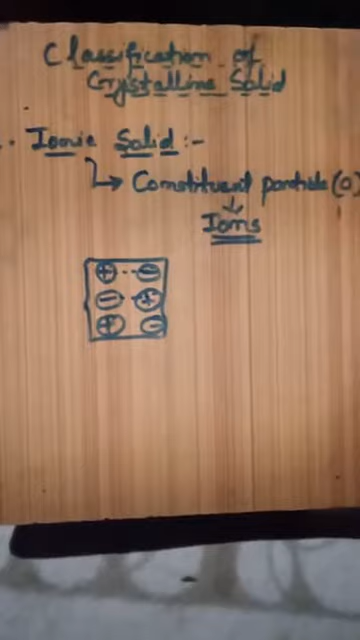 Classification of
Crystalline Solid
Ionic Solid :-
Constituent particle (o)
Ions
+ -
- +
+ -